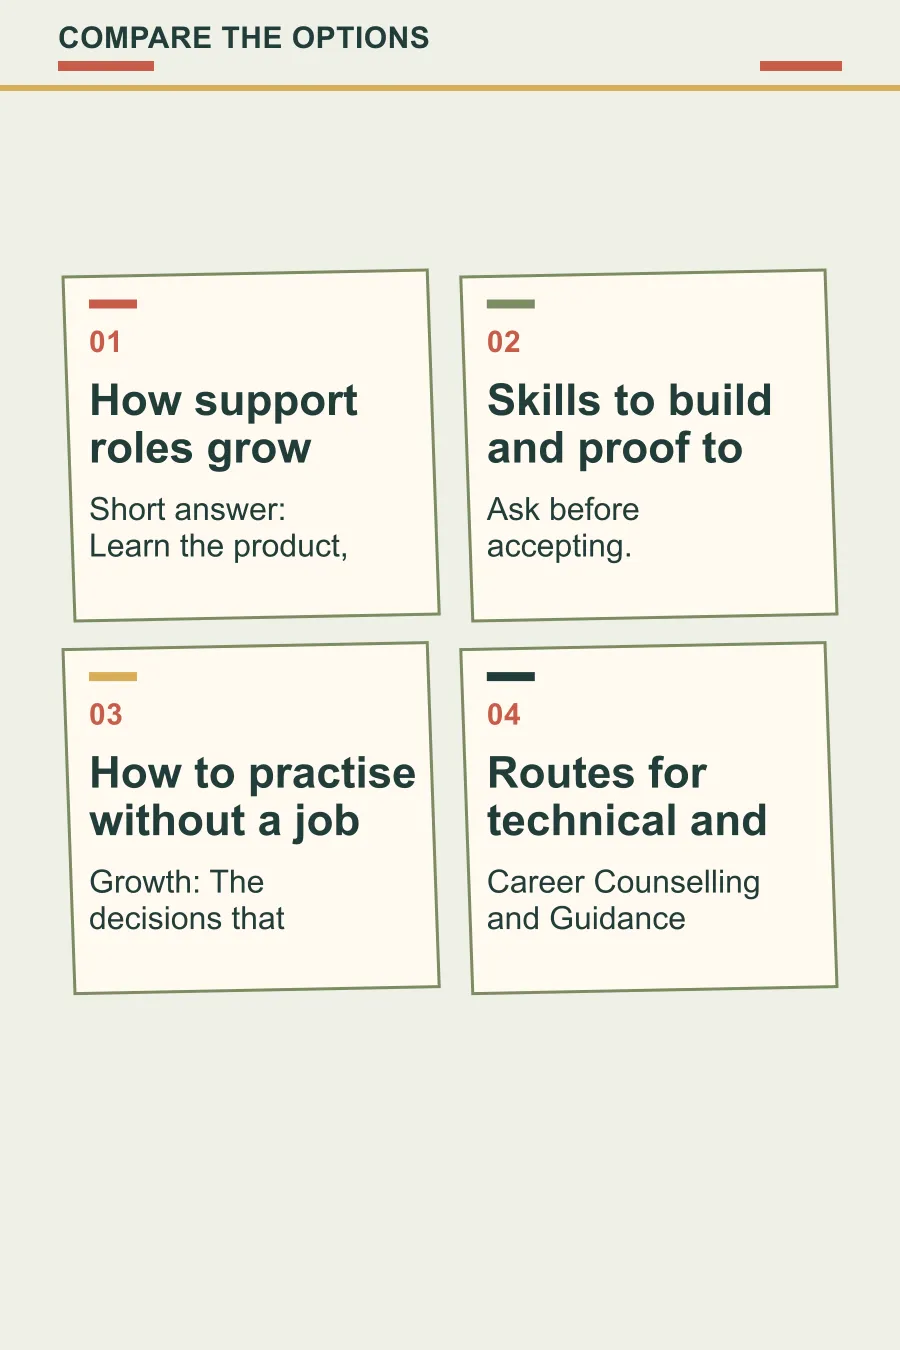 COMPARE THE OPTIONS
01
How support
roles grow
Short answer:
Learn the product,
02
Skills to build
and proof to
Ask before
accepting.
03
How to practise
without a job
Growth: The
decisions that
04
Routes for
technical and
Career Counselling
and Guidance